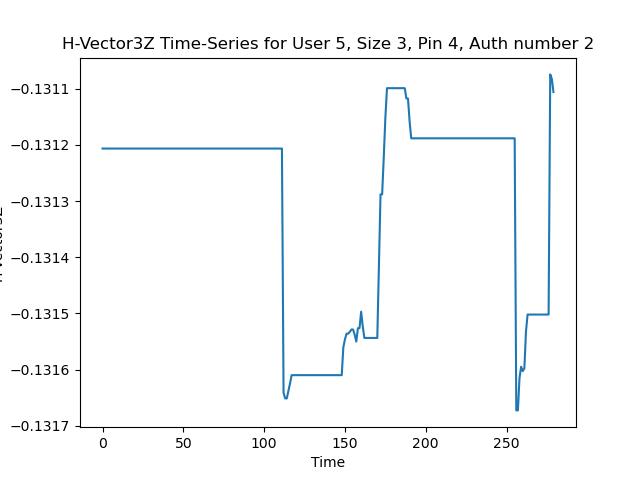 H-Vector3Z Time-Series for User 5, Size 3, Pin 4, Auth number 2
−0.1311
−0.1312
−0.1313
−0.1314
−0.1315
−0.1316
−0.1317
0 50 100 150 200 250
Time